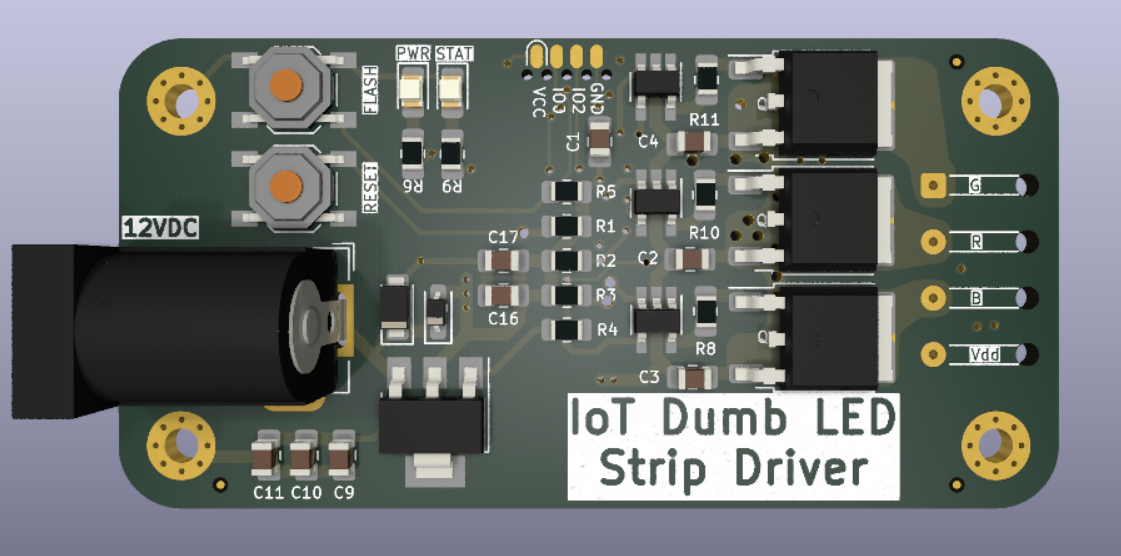 PWR
STAT
FLASH
RESET
12VDC
VCC
IO3
IO2
GND
C1
R6
R9
C4
R11
R5
R1
R2
R3
R4
C17
C16
R10
C2
R8
C3
G
R
B
Vdd
C11
C10
C9
IoT Dumb LED
Strip Driver